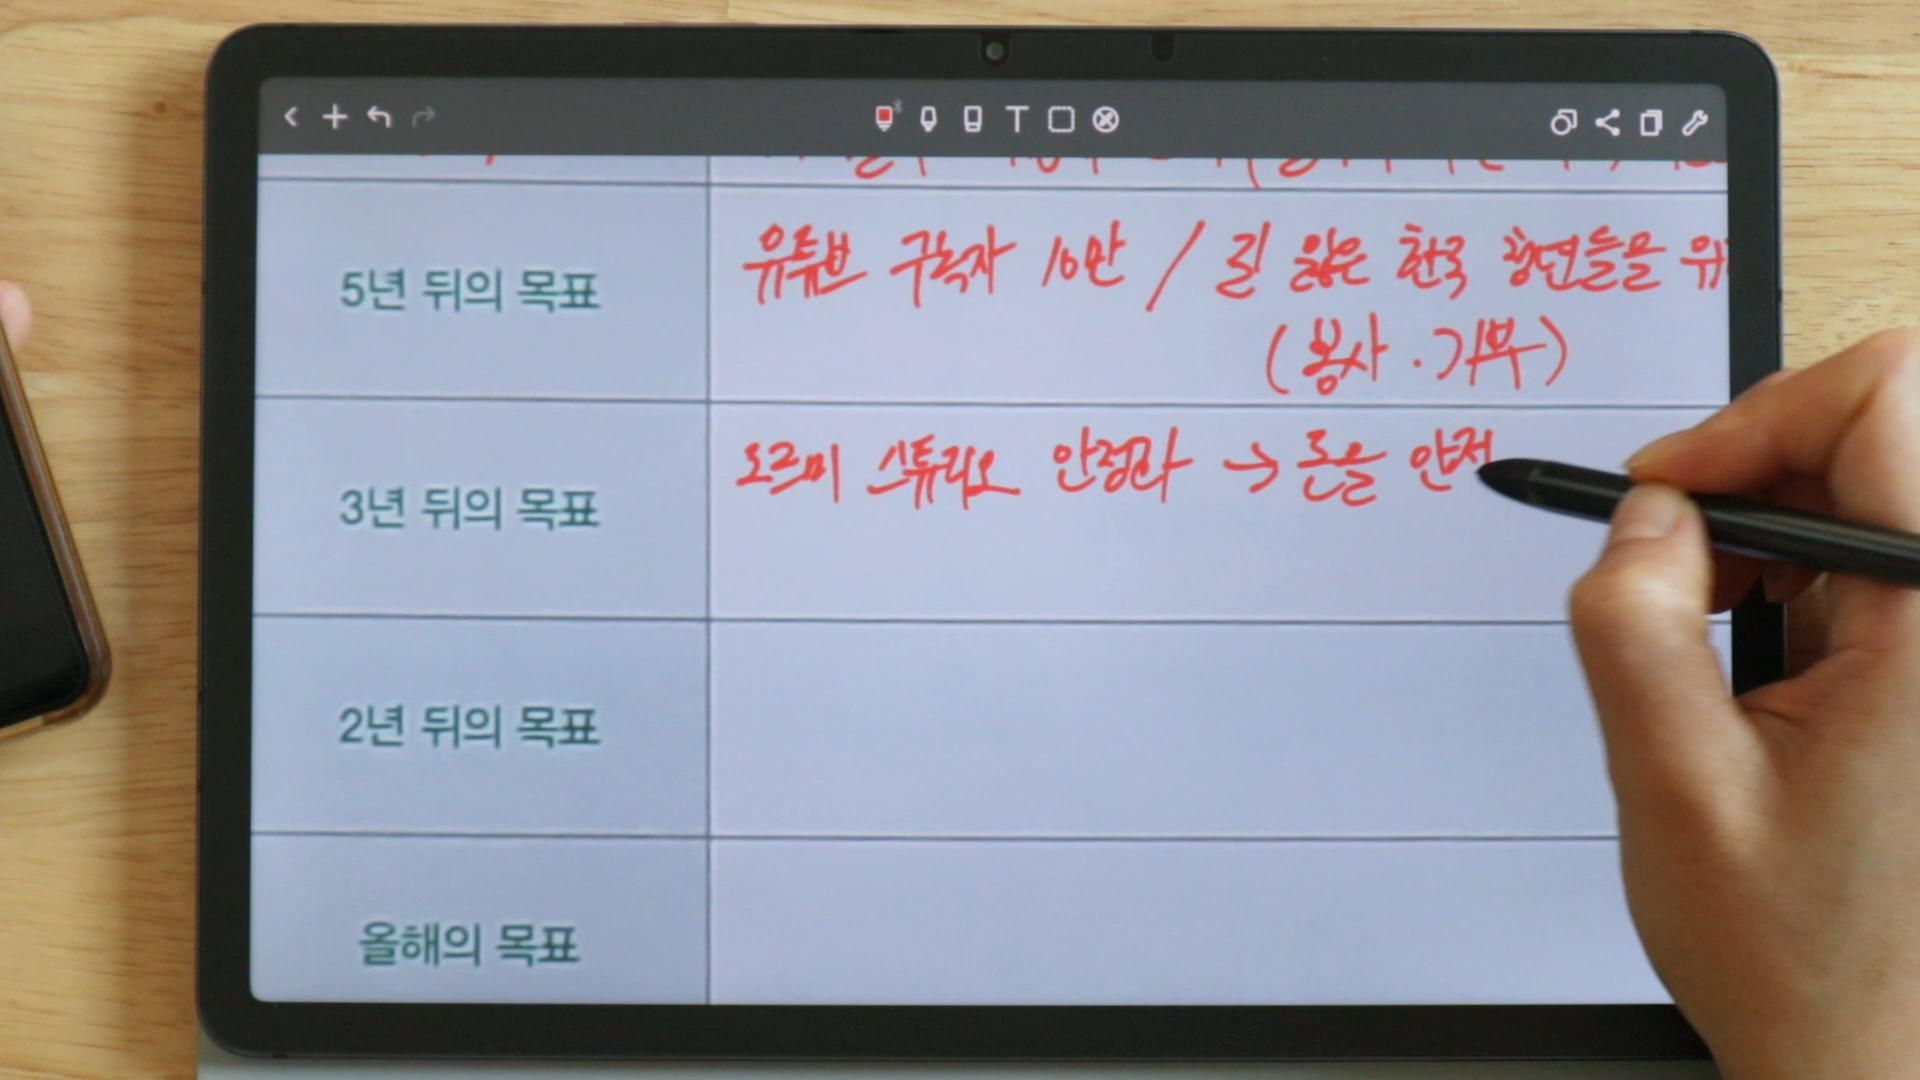 5년 뒤의 목표
유튜브 구독자 10만 / 길 잃은 한국 청년들을 위
(봉사 · 기부)
3년 뒤의 목표
오르미 스튜디오 안정화 → 돈을 안정
2년 뒤의 목표
올해의 목표